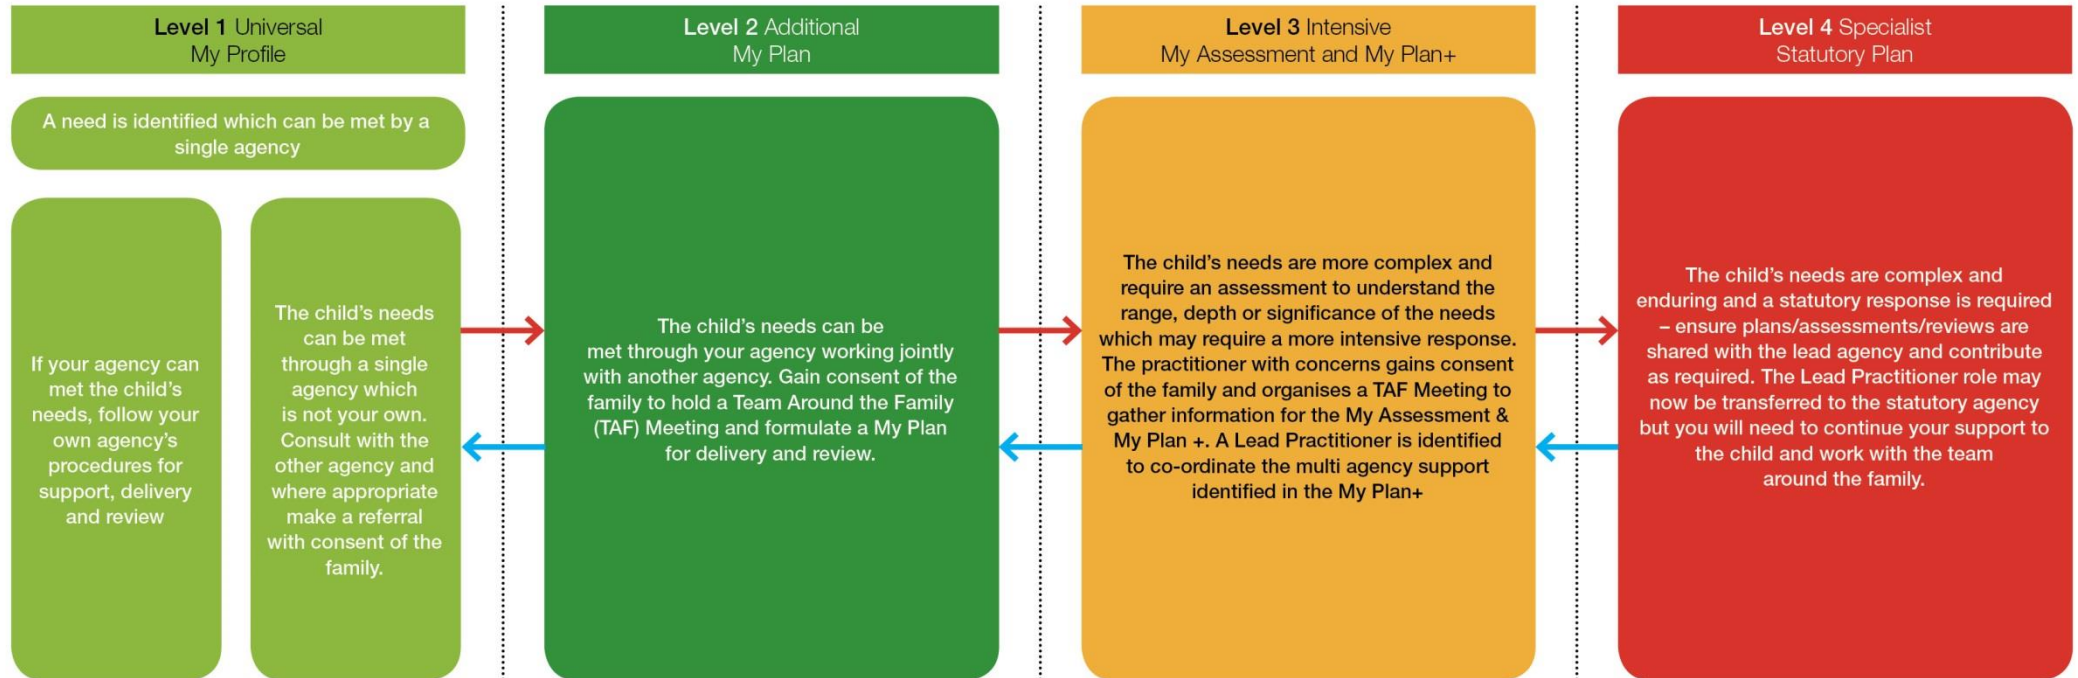 Level 1 Universal
My Profile
A need is identified which can be met by a
single agency
If your agency can
met the child's
needs, follow your
own agency's
procedures for
support, delivery
and review
The child's needs
can be met
through a single
agency which
is not your own.
Consult with the
other agency and
where appropriate
make a referral
with consent of the
family.
Level 2 Additional
My Plan
The child's needs can be
met through your agency working jointly
with another agency. Gain consent of the
family to hold a Team Around the Family
(TAF) Meeting and formulate a My Plan
for delivery and review.
Level 3 Intensive
My Assessment and My Plan+
The child's needs are more complex and
require an assessment to understand the
range, depth or significance of the needs
which may require a more intensive response.
The practitioner with concerns gains consent
of the family and organises a TAF Meeting to
gather information for the My Assessment &
My Plan +. A Lead Practitioner is identified
to co-ordinate the multi agency support
identified in the My Plan+
Level 4 Specialist
Statutory Plan
The child's needs are complex and
enduring and a statutory response is required
– ensure plans/assessments/reviews are
shared with the lead agency and contribute
as required. The Lead Practitioner role may
now be transferred to the statutory agency
but you will need to continue your support to
the child and work with the team
around the family.